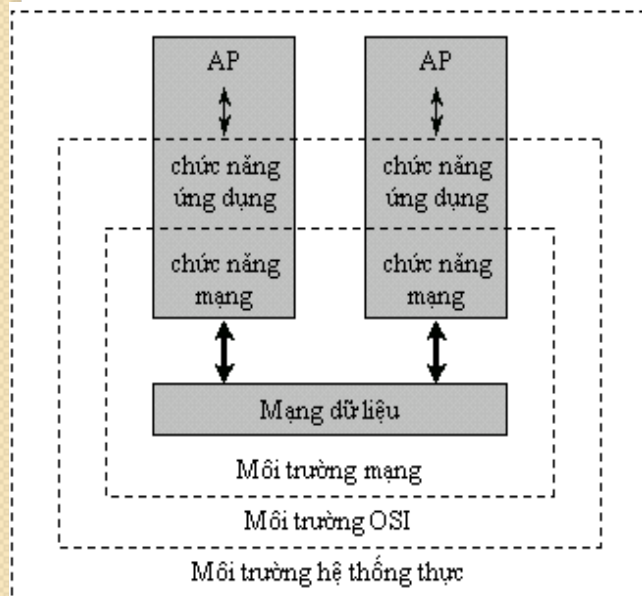 AP
AP
chức năng
ứng dụng
chức năng
ứng dụng
chức năng
mạng
chức năng
mạng
Mạng dữ liệu
Môi trường mạng
Môi trường OSI
Môi trường hệ thống thực